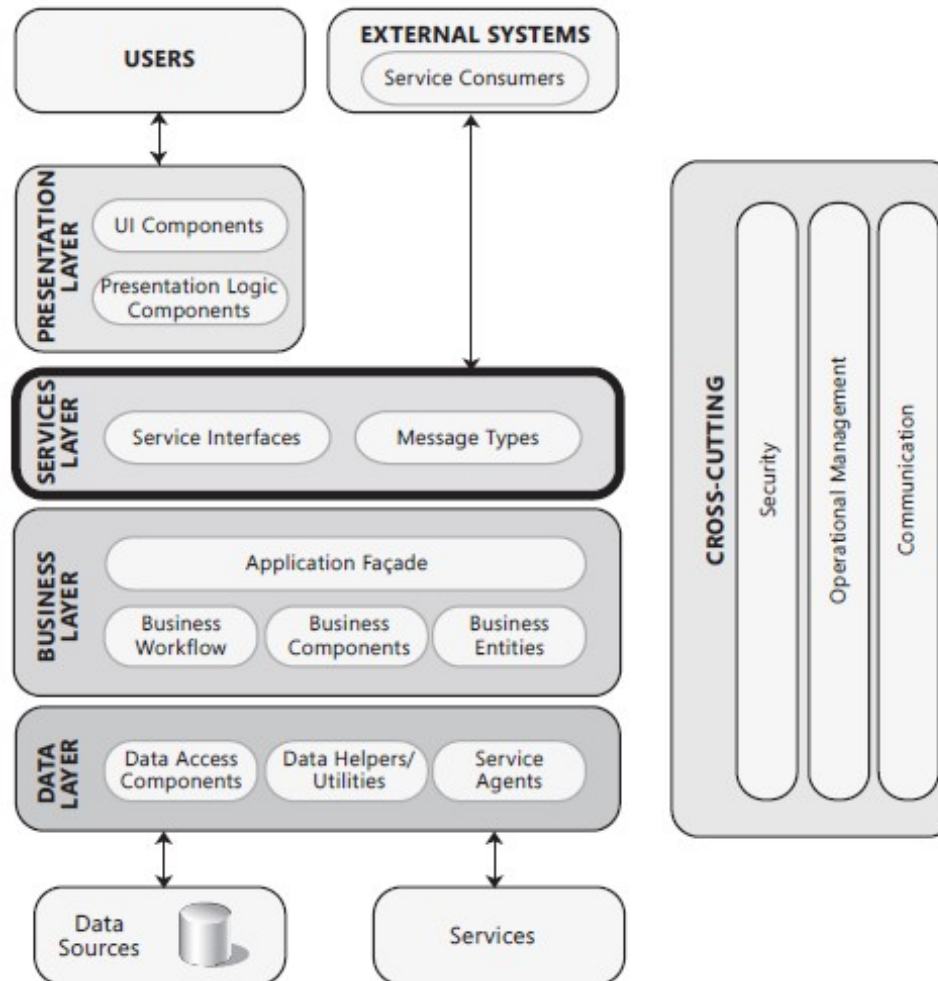 USERS
EXTERNAL SYSTEMS
Service Consumers
PRESENTATION
LAYER
UI Components
Presentation Logic
Components
SERVICES
LAYER
Service Interfaces
Message Types
BUSINESS
LAYER
Application Façade
Business
Workflow
Business
Components
Business
Entities
DATA
LAYER
Data Access
Components
Data Helpers/
Utilities
Service
Agents
Data
Sources
Services
CROSS-CUTTING
Security
Operational Management
Communication